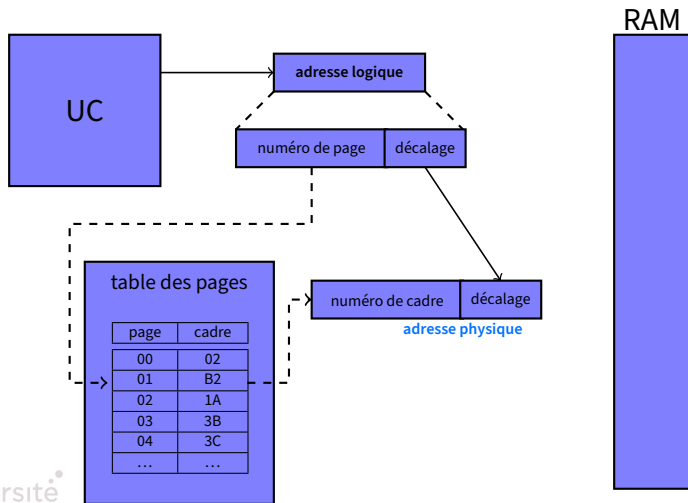 RAM
UC
adresse logique
numéro de page décalage
table des pages
numéro de cadre décalage
adresse physique
page cadre
00 02
01 B2
02 1A
03 3B
04 3C
... ...
rsité